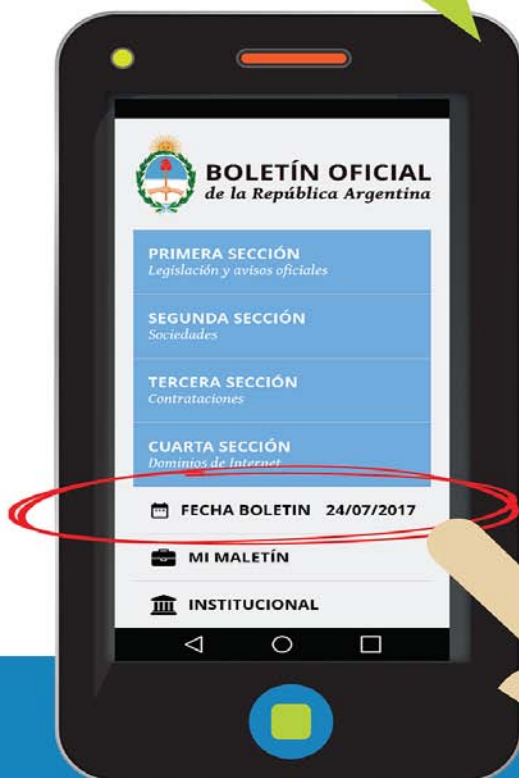 BOLETÍN OFICIAL
de la República Argentina
PRIMERA SECCIÓN
Legislación y avisos oficiales
SEGUNDA SECCIÓN
Sociedades
TERCERA SECCIÓN
Contrataciones
CUARTA SECCIÓN
Dominios de Internet
FECHA BOLETIN 24/07/2017
MI MALETÍN
INSTITUCIONAL